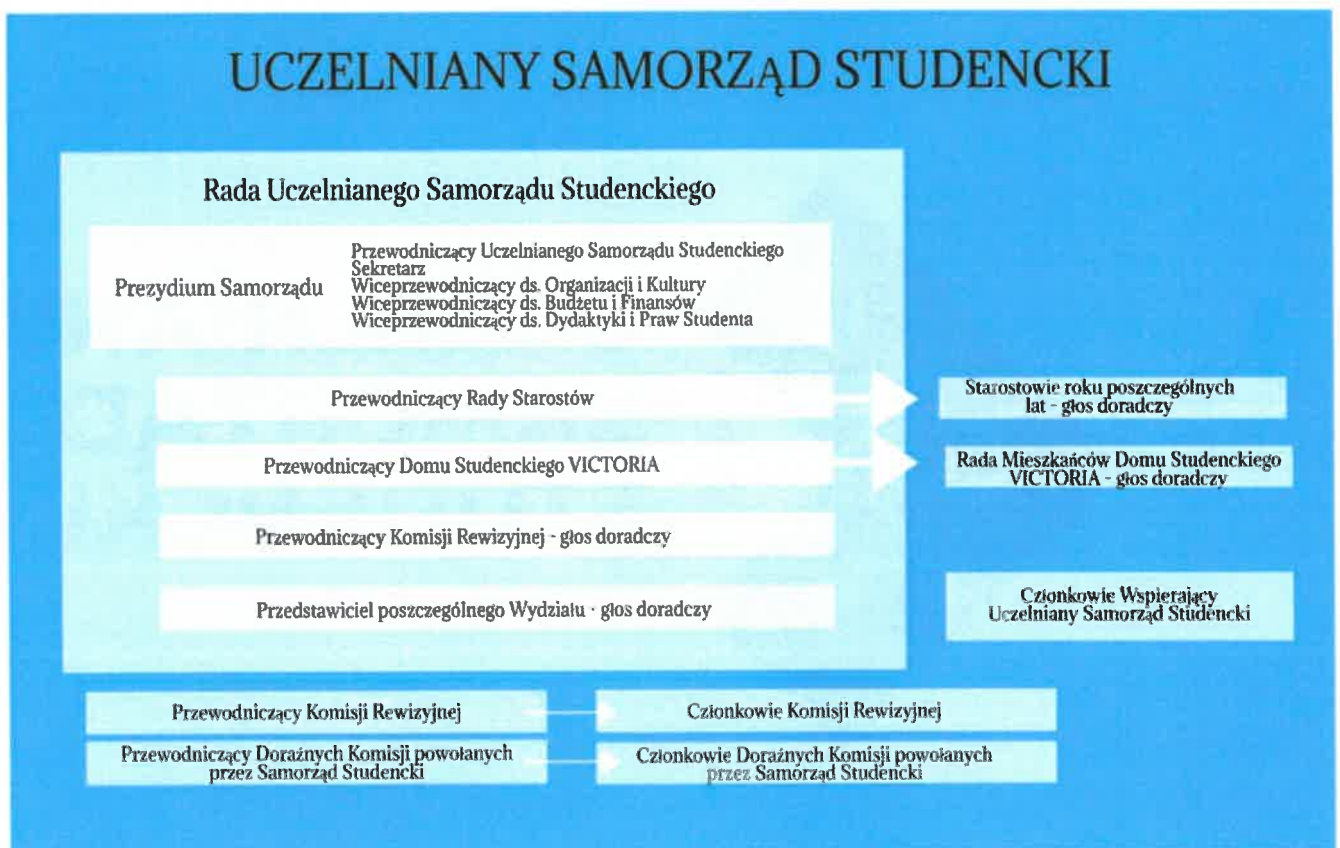 UCZELNIANY SAMORZĄD STUDENCKI
Rada Uczelnianego Samorządu Studenckiego
Prezydium Samorządu
Przewodniczący Uczelnianego Samorządu Studenckiego
Sekretarz
Wiceprzewodniczący ds. Organizacji i Kultury
Wiceprzewodniczący ds. Budżetu i Finansów
Wiceprzewodniczący ds. Dydaktyki i Praw Studenta
Przewodniczący Rady Starostów
Starostowie roku poszczególnych
lat - głos doradczy
Przewodniczący Domu Studenckiego VICTORIA
Rada Mieszkańców Domu Studenckiego
VICTORIA - głos doradczy
Przewodniczący Komisji Rewizyjnej - głos doradczy
Przedstawiciel poszczególnego Wydziału - głos doradczy
Członkowie Wspierający
Uczelniany Samorząd Studencki
Przewodniczący Komisji Rewizyjnej
Członkowie Komisji Rewizyjnej
Przewodniczący Doraźnych Komisji powołanych
przez Samorząd Studencki
Członkowie Doraźnych Komisji powołanych
przez Samorząd Studencki